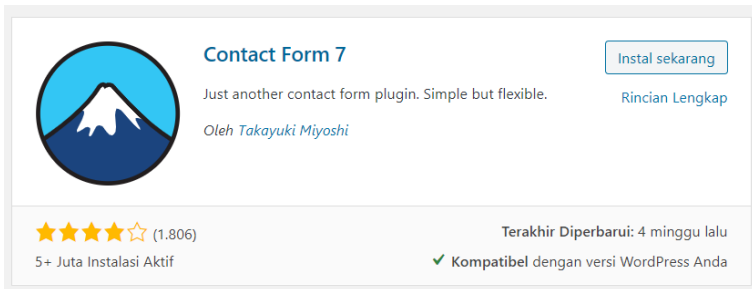 Contact Form 7
Instal sekarang
Just another contact form plugin. Simple but flexible.
Rincian Lengkap
Oleh Takayuki Miyoshi
(1.806)
Terakhir Diperbarui: 4 minggu lalu
5+ Juta Instalasi Aktif
Kompatibel dengan versi WordPress Anda